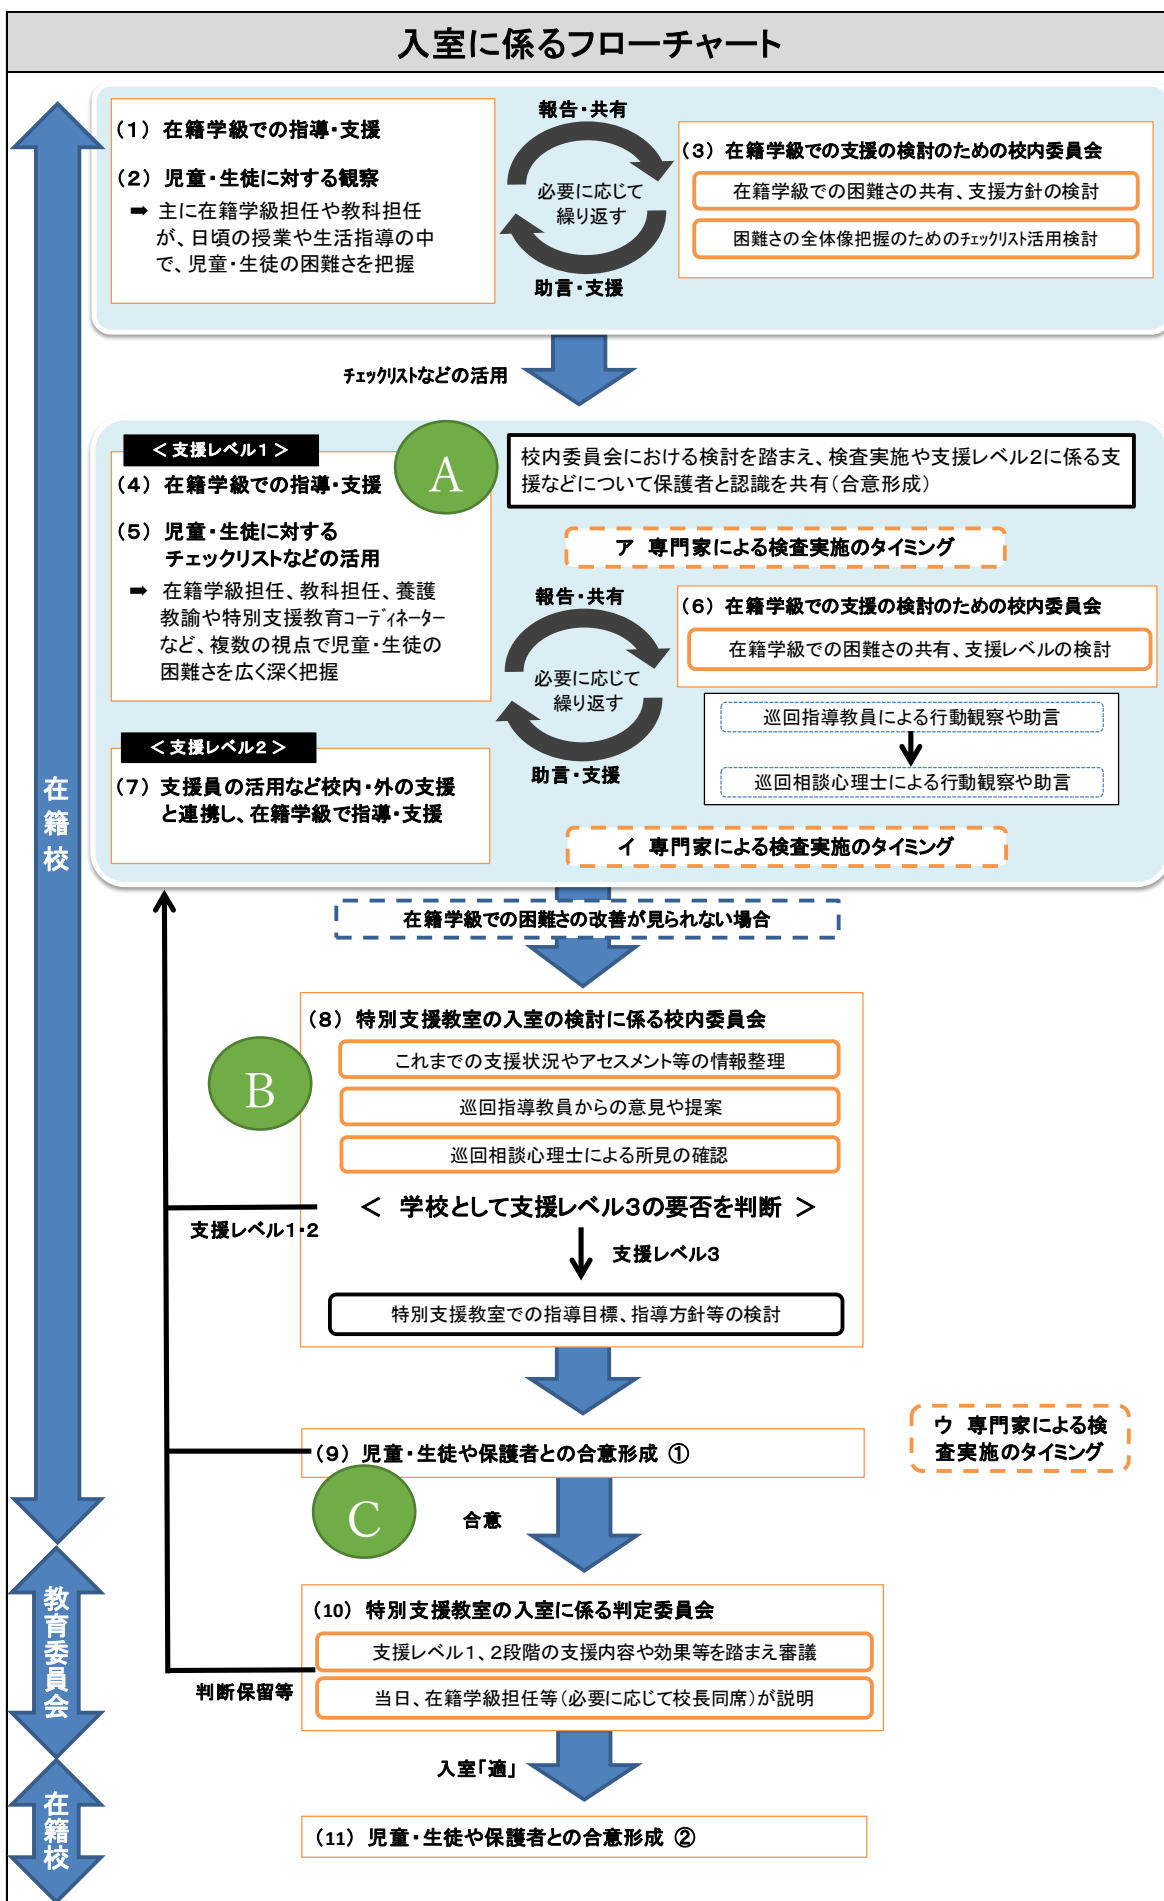 入室に係るフローチャート
在籍校
(1) 在籍学級での指導・支援
(2) 児童・生徒に対する観察
➡ 主に在籍学級担任や教科担任
が、日頃の授業や生活指導の中
で、児童・生徒の困難さを把握
報告・共有
必要に応じて
繰り返す
助言・支援
(3) 在籍学級での支援の検討のための校内委員会
在籍学級での困難さの共有、支援方針の検討
困難さの全体像把握のためのﾁｪｯｸﾘｽﾄ活用検討
ﾁｪｯｸﾘｽﾄなどの活用
＜支援レベル１＞
A
(4) 在籍学級での指導・支援
(5) 児童・生徒に対する
チェックリストなどの活用
➡ 在籍学級担任、教科担任、養護
教諭や特別支援教育ｺｰﾃﾞｨﾈｰﾀｰ
など、複数の視点で児童・生徒の
困難さを広く深く把握
校内委員会における検討を踏まえ、検査実施や支援レベル２に係る支
援などについて保護者と認識を共有(合意形成)
ア 専門家による検査実施のタイミング
報告・共有
必要に応じて
繰り返す
助言・支援
(6) 在籍学級での支援の検討のための校内委員会
在籍学級での困難さの共有、支援レベルの検討
巡回指導教員による行動観察や助言
巡回相談心理士による行動観察や助言
＜支援レベル２＞
(7) 支援員の活用など校内・外の支援
と連携し、在籍学級で指導・支援
イ 専門家による検査実施のタイミング
在籍学級での困難さの改善が見られない場合
(8) 特別支援教室の入室の検討に係る校内委員会
B
これまでの支援状況やアセスメント等の情報整理
巡回指導教員からの意見や提案
巡回相談心理士による所見の確認
＜ 学校として支援レベル３の要否を判断 ＞
支援レベル１・２
支援レベル３
特別支援教室での指導目標、指導方針等の検討
ウ 専門家による検
査実施のタイミング
(9) 児童・生徒や保護者との合意形成 ①
C
合意
教育委員会
(10) 特別支援教室の入室に係る判定委員会
支援レベル１、２段階の支援内容や効果等を踏まえ審議
当日、在籍学級担任等(必要に応じて校長同席)が説明
判断保留等
入室「適」
在籍校
(11) 児童・生徒や保護者との合意形成 ②